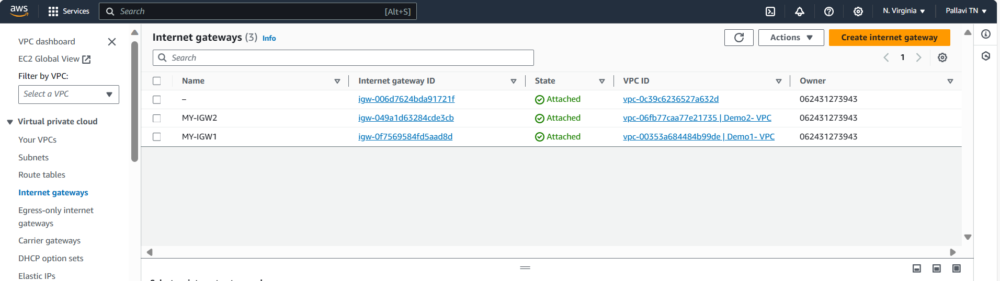 aws Services Search [Alt+S] N. Virginia Pallavi TN
VPC dashboard
EC2 Global View
Filter by VPC:
Select a VPC
Virtual private cloud
Your VPCs
Subnets
Route tables
Internet gateways
Egress-only internet
gateways
Carrier gateways
DHCP option sets
Elastic IPs
Internet gateways (3) Info
Actions Create internet gateway
Search
1
Name Internet gateway ID State VPC ID Owner
– igw-006d7624bda91721f Attached vpc-0c39c6236527a632d 062431273943
MY-IGW2 igw-049a1d63284cde3cb Attached vpc-06fb77caa77e21735 | Demo2- VPC 062431273943
MY-IGW1 igw-0f7569584fd5aad8d Attached vpc-00353a684484b99de | Demo1- VPC 062431273943